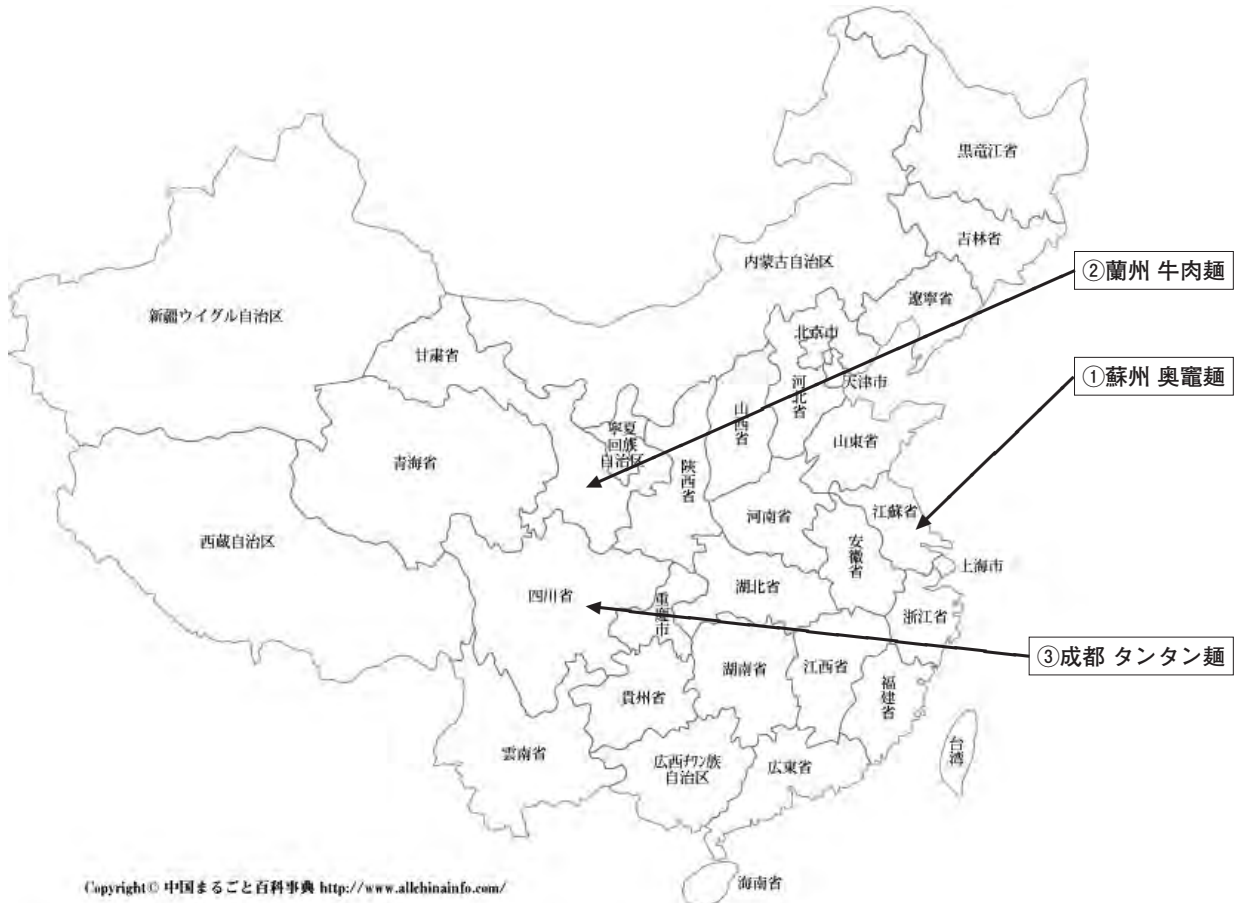 黒竜江省
吉林省
内蒙古自治区
②蘭州 牛肉麺
遼寧省
新疆ウイグル自治区
北京市
甘粛省
天津市
①蘇州 奥竈麺
河北省
山西省
寧夏
回族
自治区
山東省
青海省
陝西省
河南省
江蘇省
西蔵自治区
安徽省
上海市
四川省
湖北省
重慶市
浙江省
③成都 タンタン麺
湖南省
江西省
貴州省
福建省
雲南省
台湾
広西チワン族
自治区
広東省
海南省
Copyright© 中国まるごと百科事典 http://www.allchinainfo.com/